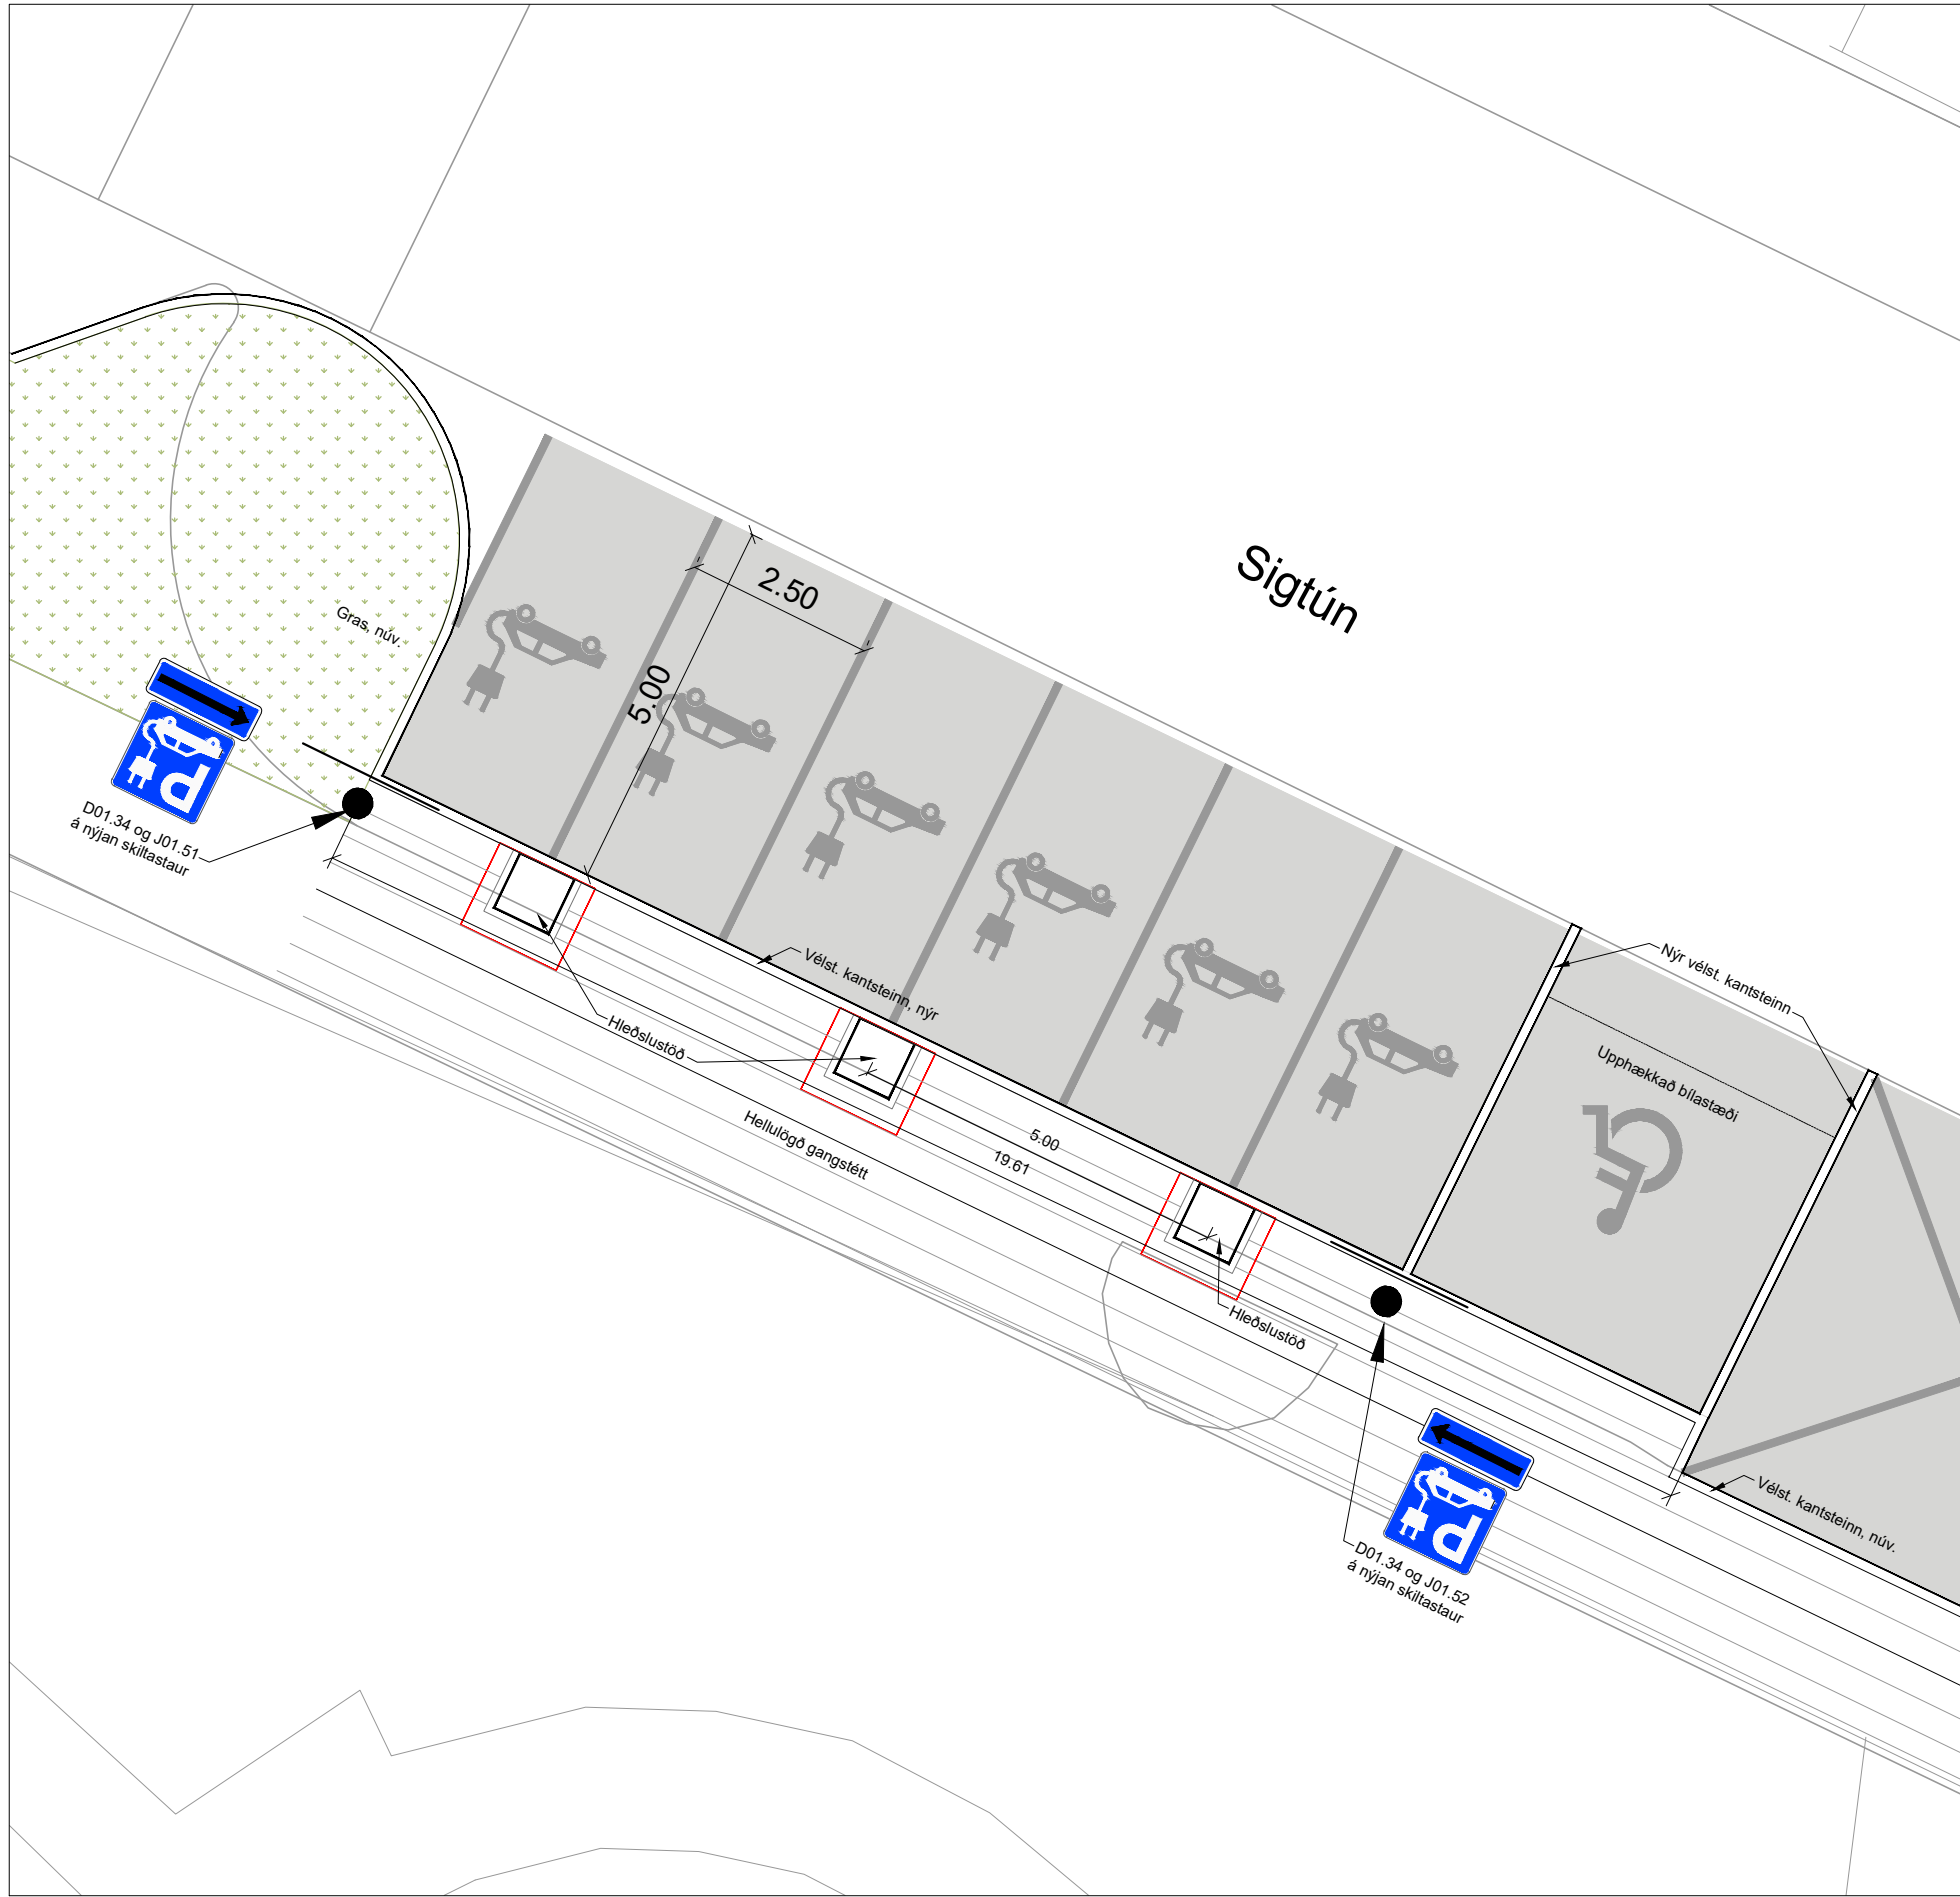 Sigtún
2.50
5.00
Gras, núv.
D01.34 og J01.51
á nýjan skiltastaur
P
Vélst. kantsteinn, nýr
Nýr vélst. kantsteinn
Upphækkað bílastæði
Hleðslustöð
Hellulögð gangstétt
5.00
19.61
Hleðslustöð
P
D01.34 og J01.52
á nýjan skiltastaur
Vélst. kantsteinn, núv.